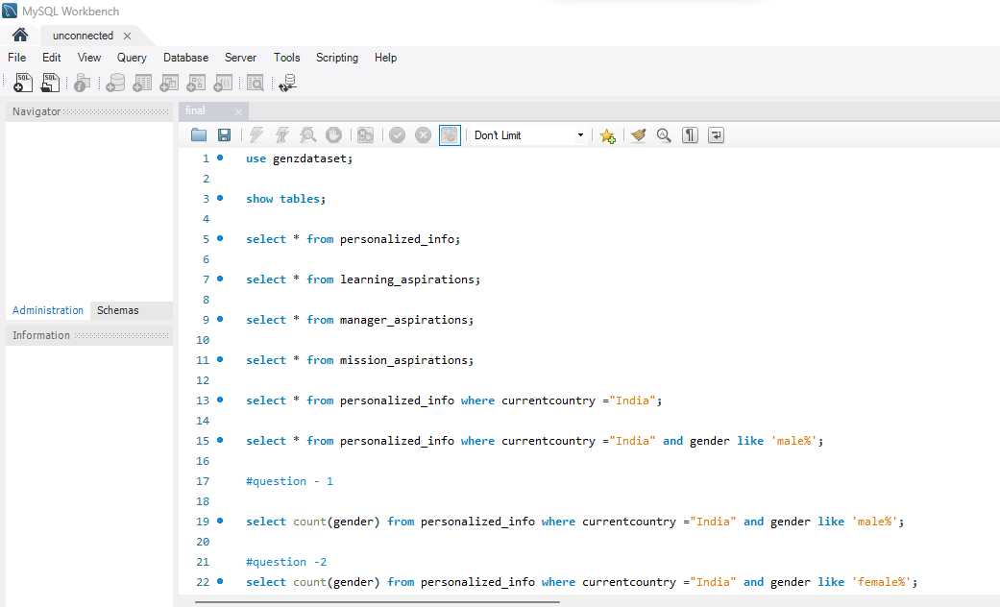 MySQL Workbench
unconnected
File Edit View Query Database Server Tools Scripting Help
SQL SQL
Navigator
final
Don't Limit
1 use genzdataset;
2
3 show tables;
4
5 select * from personalized_info;
6
7 select * from learning_aspirations;
8
Administration Schemas
9 select * from manager_aspirations;
10
Information
11 select * from mission_aspirations;
12
13 select * from personalized_info where currentcountry ="India";
14
15 select * from personalized_info where currentcountry ="India" and gender like 'male%';
16
17 #question - 1
18
19 select count(gender) from personalized_info where currentcountry ="India" and gender like 'male%';
20
21 #question -2
22 select count(gender) from personalized_info where currentcountry ="India" and gender like 'female%';